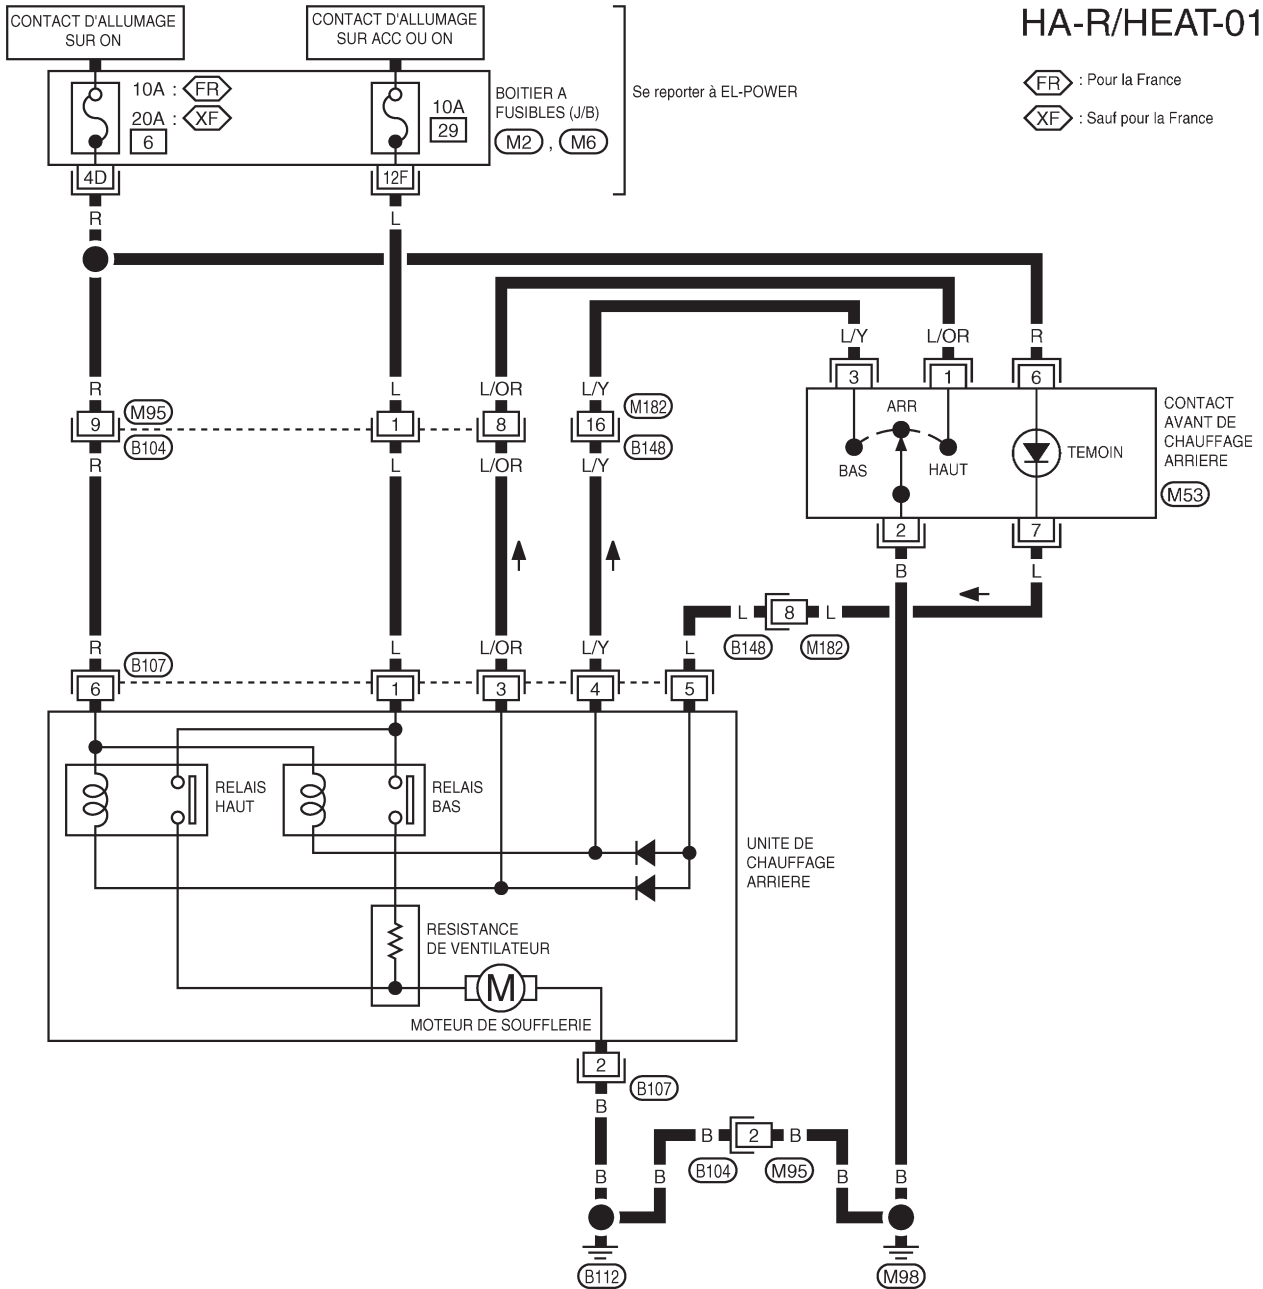 HA-R/HEAT-01
CONTACT D'ALLUMAGE
SUR ON
CONTACT D'ALLUMAGE
SUR ACC OU ON
FR : Pour la France
XF : Sauf pour la France
10A : FR
20A : XF
6
10A
29
BOITIER A
FUSIBLES (J/B)
M2 , M6
Se reporter à EL-POWER
4D
12F
R
L
L/Y
L/OR
R
3
1
6
ARR
BAS
HAUT
TEMOIN
CONTACT
AVANT DE
CHAUFFAGE
ARRIERE
M53
2
7
B
L
R
L
L/OR
L/Y
9
M95
B104
1
8
16
M182
B148
R
L
L/OR
L/Y
L
8
L
B148
M182
R
L
L/OR
L/Y
L
B107
6
1
3
4
5
RELAIS
HAUT
RELAIS
BAS
UNITE DE
CHAUFFAGE
ARRIERE
RESISTANCE
DE VENTILATEUR
M
MOTEUR DE SOUFFLERIE
2
B107
B
B
2
B
B104
M95
B
B
B
B
B112
M98